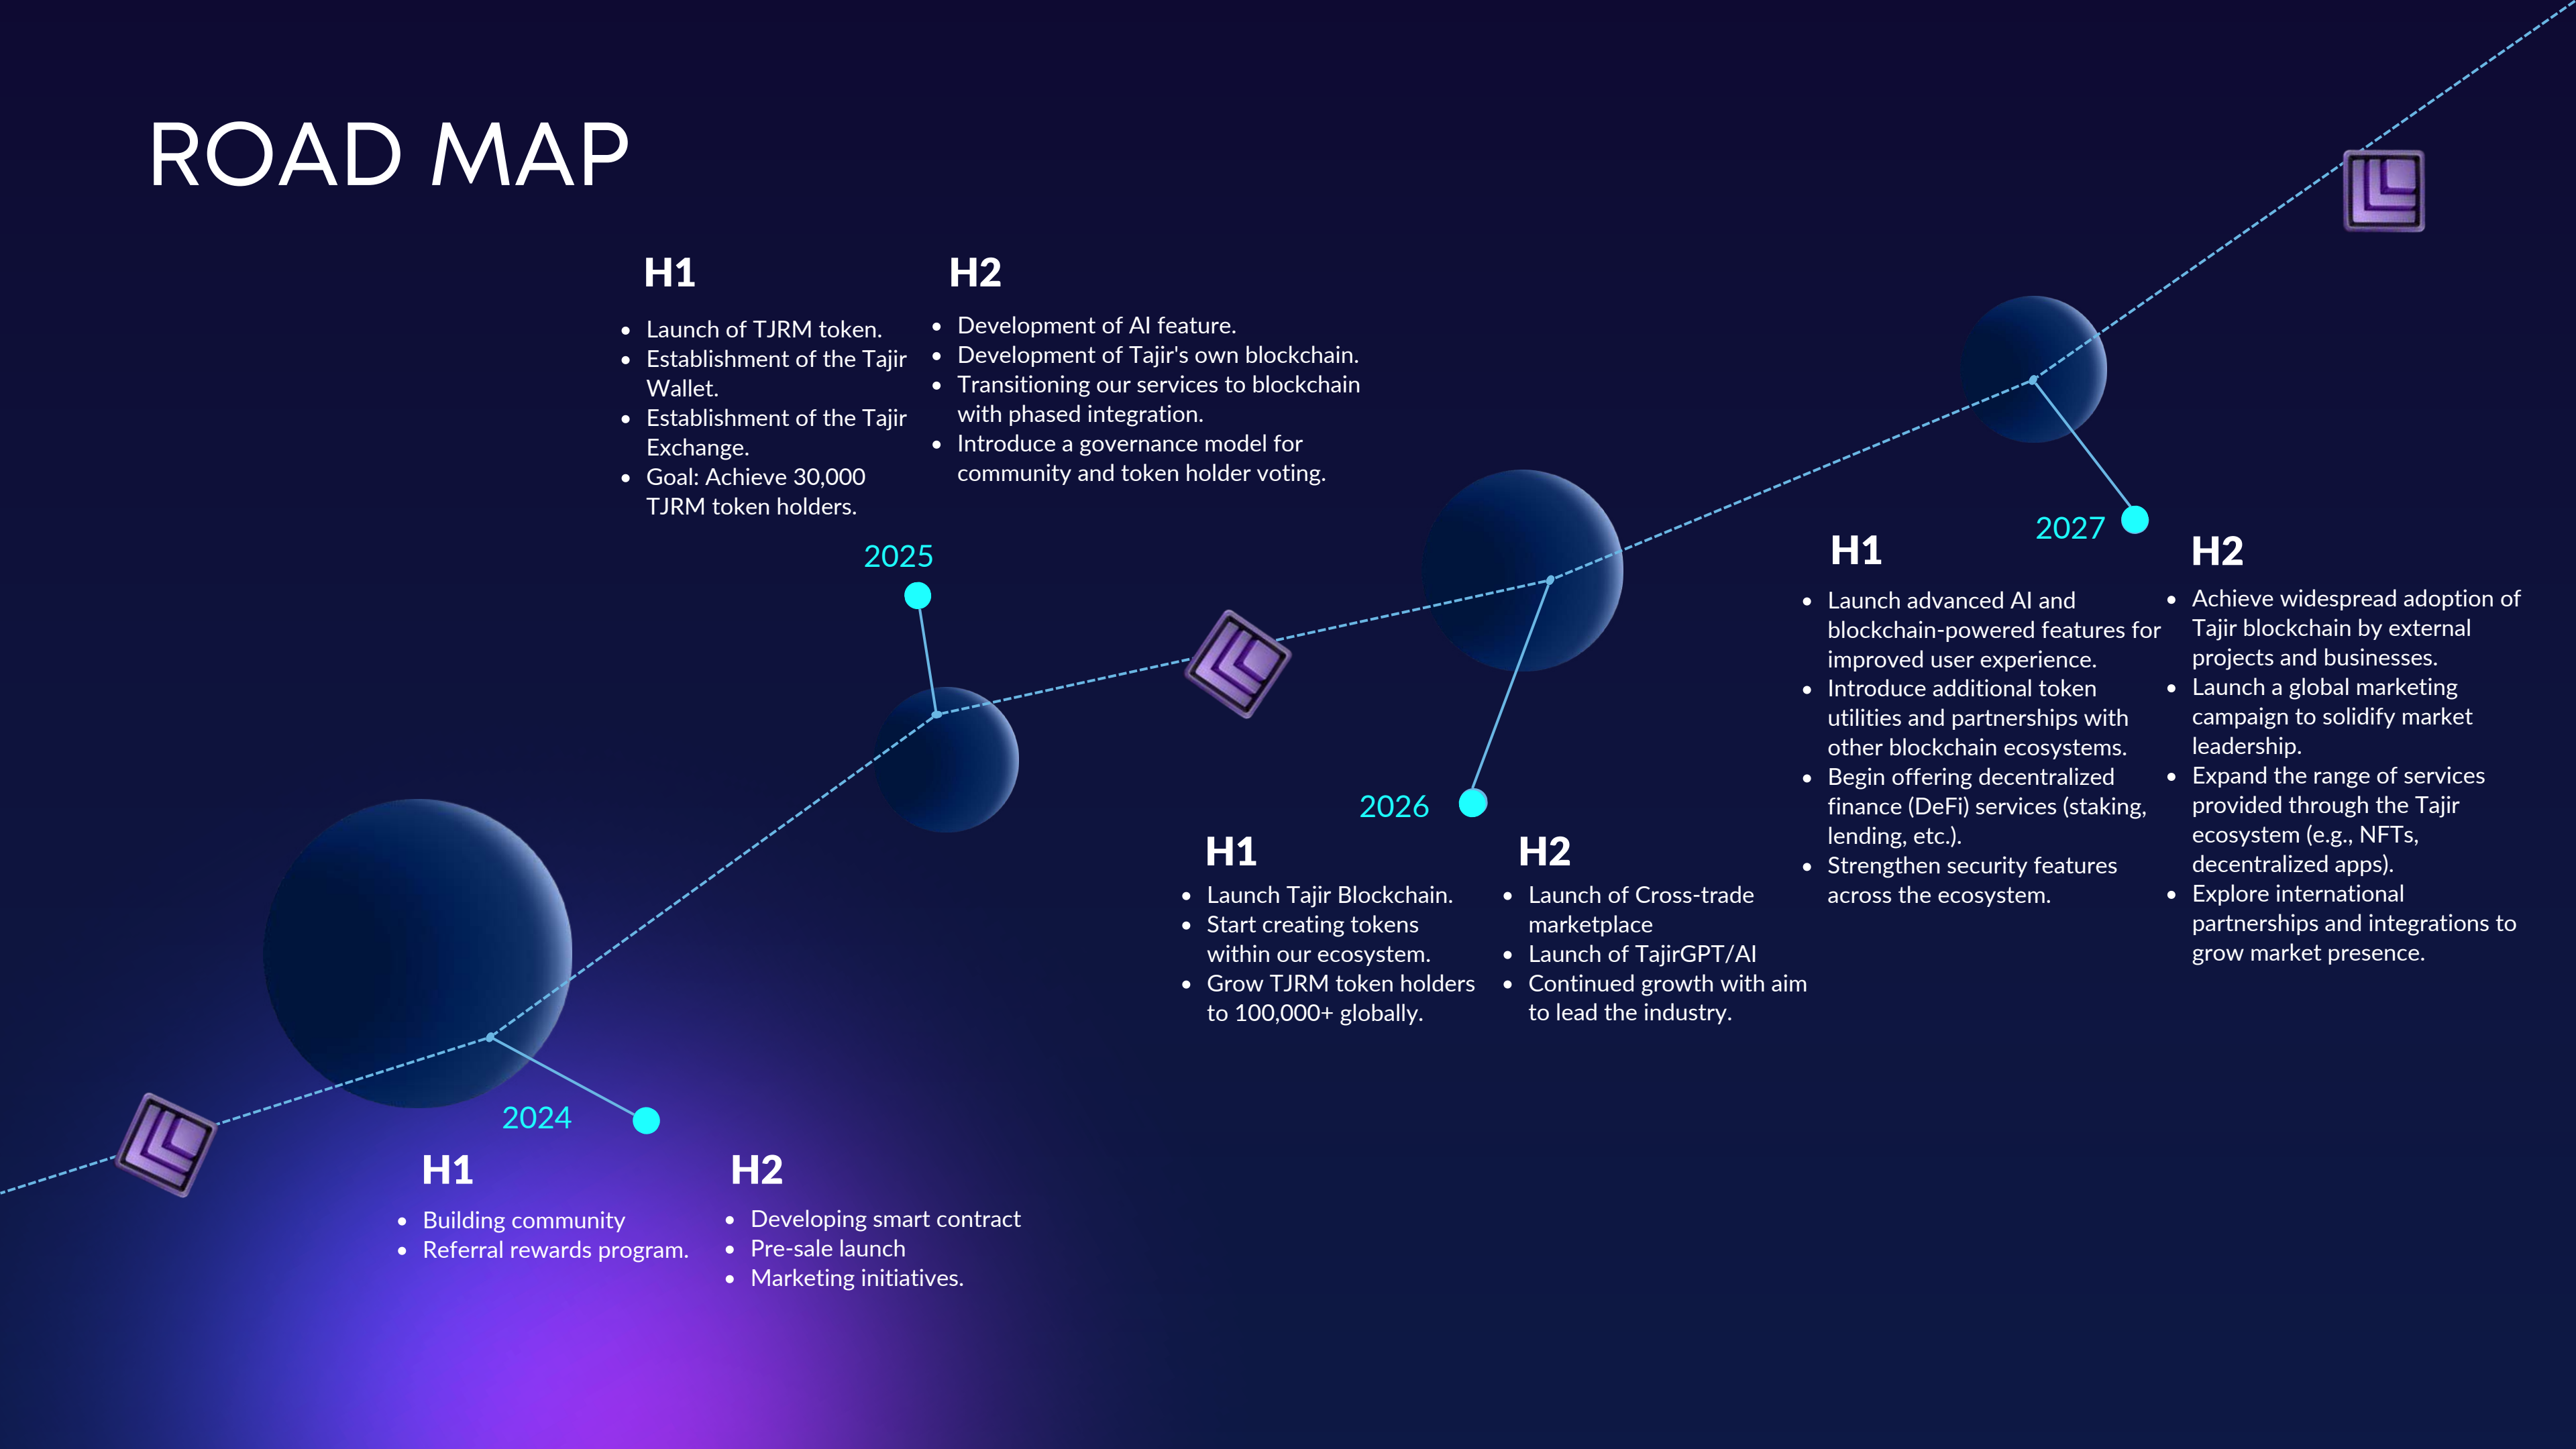 ROAD MAP
H1
• Launch of TJRM token.
• Establishment of the Tajir
Wallet.
• Establishment of the Tajir
Exchange.
• Goal: Achieve 30,000
TJRM token holders.
H2
• Development of AI feature.
• Development of Tajir's own blockchain.
• Transitioning our services to blockchain
with phased integration.
• Introduce a governance model for
community and token holder voting.
2025
2027
H1
• Launch advanced AI and
blockchain-powered features for
improved user experience.
• Introduce additional token
utilities and partnerships with
other blockchain ecosystems.
• Begin offering decentralized
finance (DeFi) services (staking,
lending, etc.).
• Strengthen security features
across the ecosystem.
H2
• Achieve widespread adoption of
Tajir blockchain by external
projects and businesses.
• Launch a global marketing
campaign to solidify market
leadership.
• Expand the range of services
provided through the Tajir
ecosystem (e.g., NFTs,
decentralized apps).
• Explore international
partnerships and integrations to
grow market presence.
2026
H1
• Launch Tajir Blockchain.
• Start creating tokens
within our ecosystem.
• Grow TJRM token holders
to 100,000+ globally.
H2
• Launch of Cross-trade
marketplace
• Launch of TajirGPT/AI
• Continued growth with aim
to lead the industry.
2024
H1
• Building community
• Referral rewards program.
H2
• Developing smart contract
• Pre-sale launch
• Marketing initiatives.